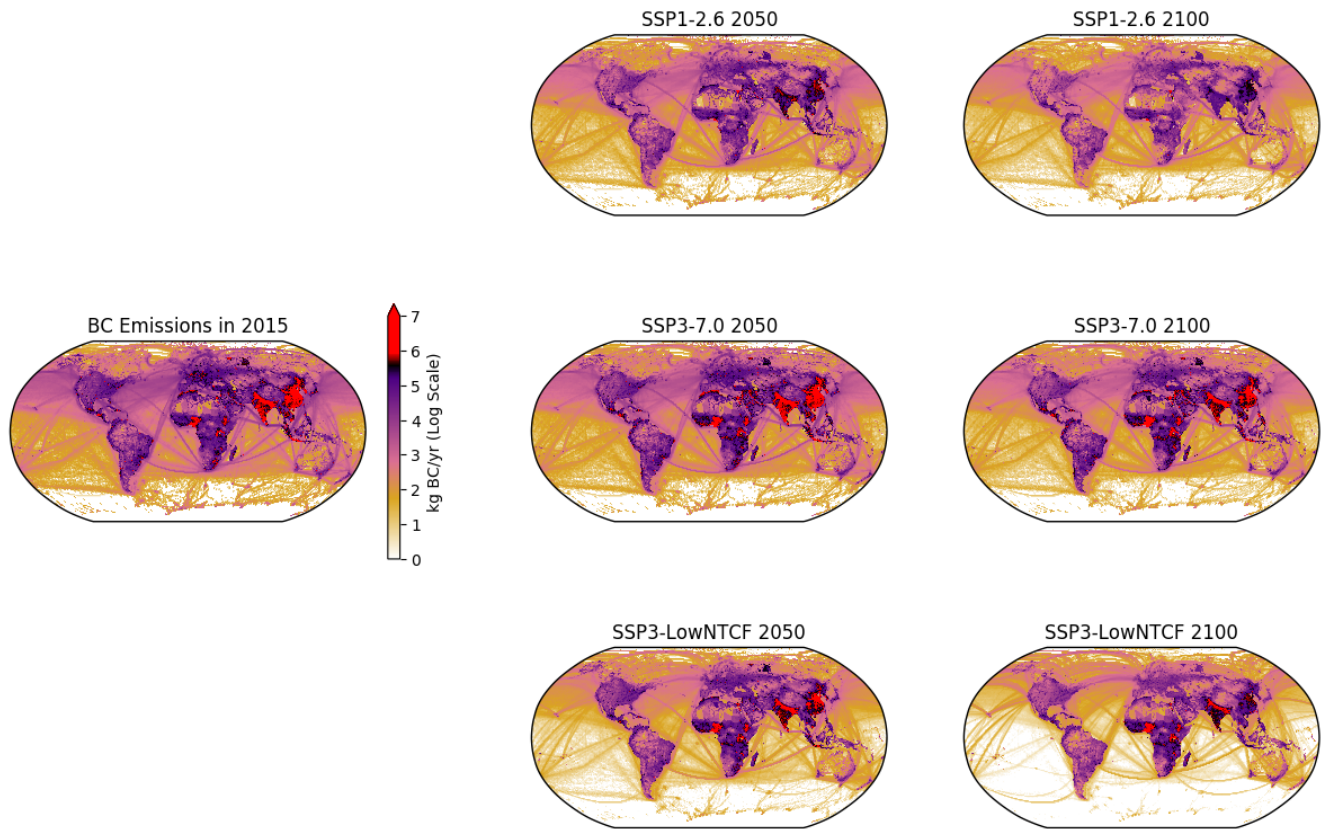 SSP1-2.6 2050
SSP1-2.6 2100
BC Emissions in 2015
7
6
5
4
3
2
1
0
kg BC/yr (Log Scale)
SSP3-7.0 2050
SSP3-7.0 2100
SSP3-LowNTCF 2050
SSP3-LowNTCF 2100